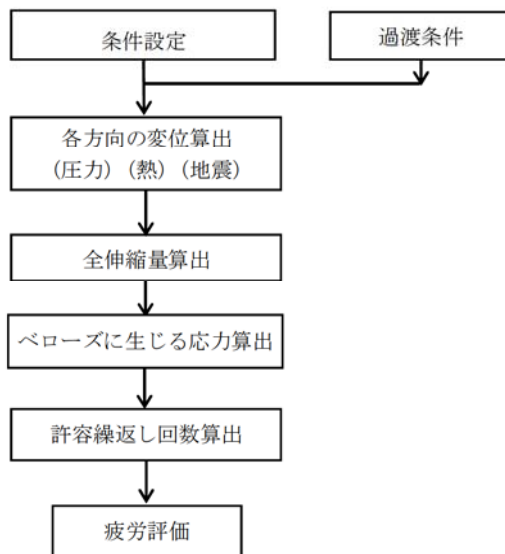 条件設定
過渡条件
各方向の変位算出
（圧力）（熱）（地震）
全伸縮量算出
ベローズに生じる応力算出
許容繰返し回数算出
疲労評価